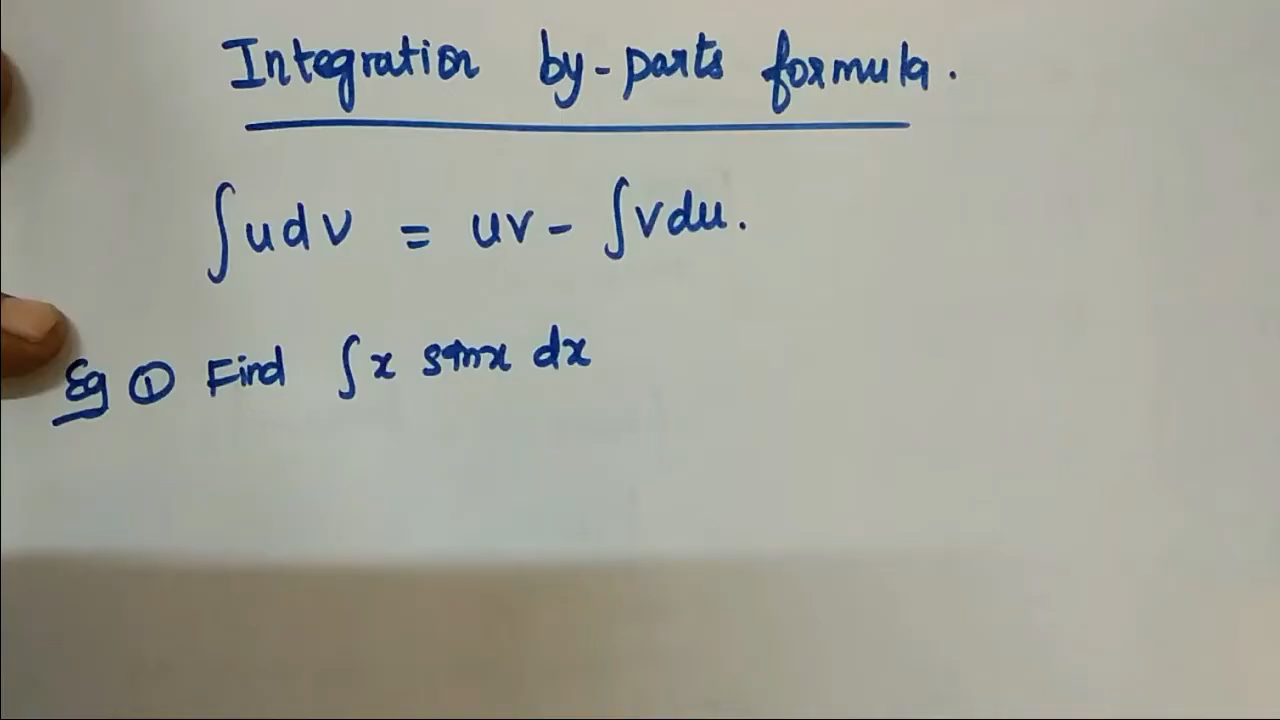 Integration by-parts formula.
∫udv = uv - ∫vdu.
Eg ① Find ∫x sinx dx